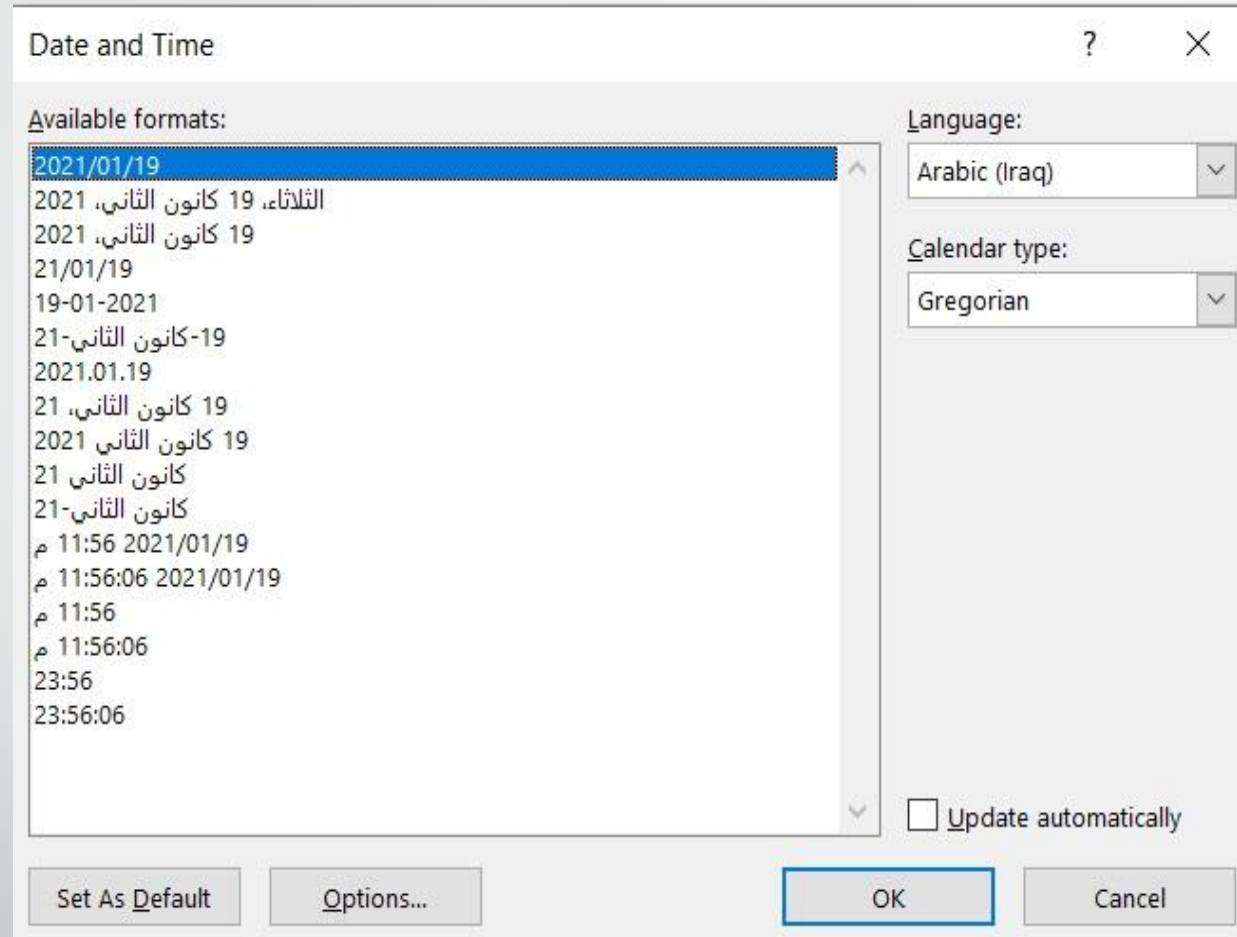 Date and Time
?
Available formats:
2021/01/19
الثلاثاء، 19 كانون الثاني، 2021
19 كانون الثاني، 2021
21/01/19
19-01-2021
19-كانون الثاني-21
2021.01.19
19 كانون الثاني، 21
19 كانون الثاني 2021
كانون الثاني 21
كانون الثاني-21
2021/01/19 11:56 م
2021/01/19 11:56:06 م
11:56 م
11:56:06 م
23:56
23:56:06
Language:
Arabic (Iraq)
Calendar type:
Gregorian
Update automatically
Set As Default
Options...
OK
Cancel